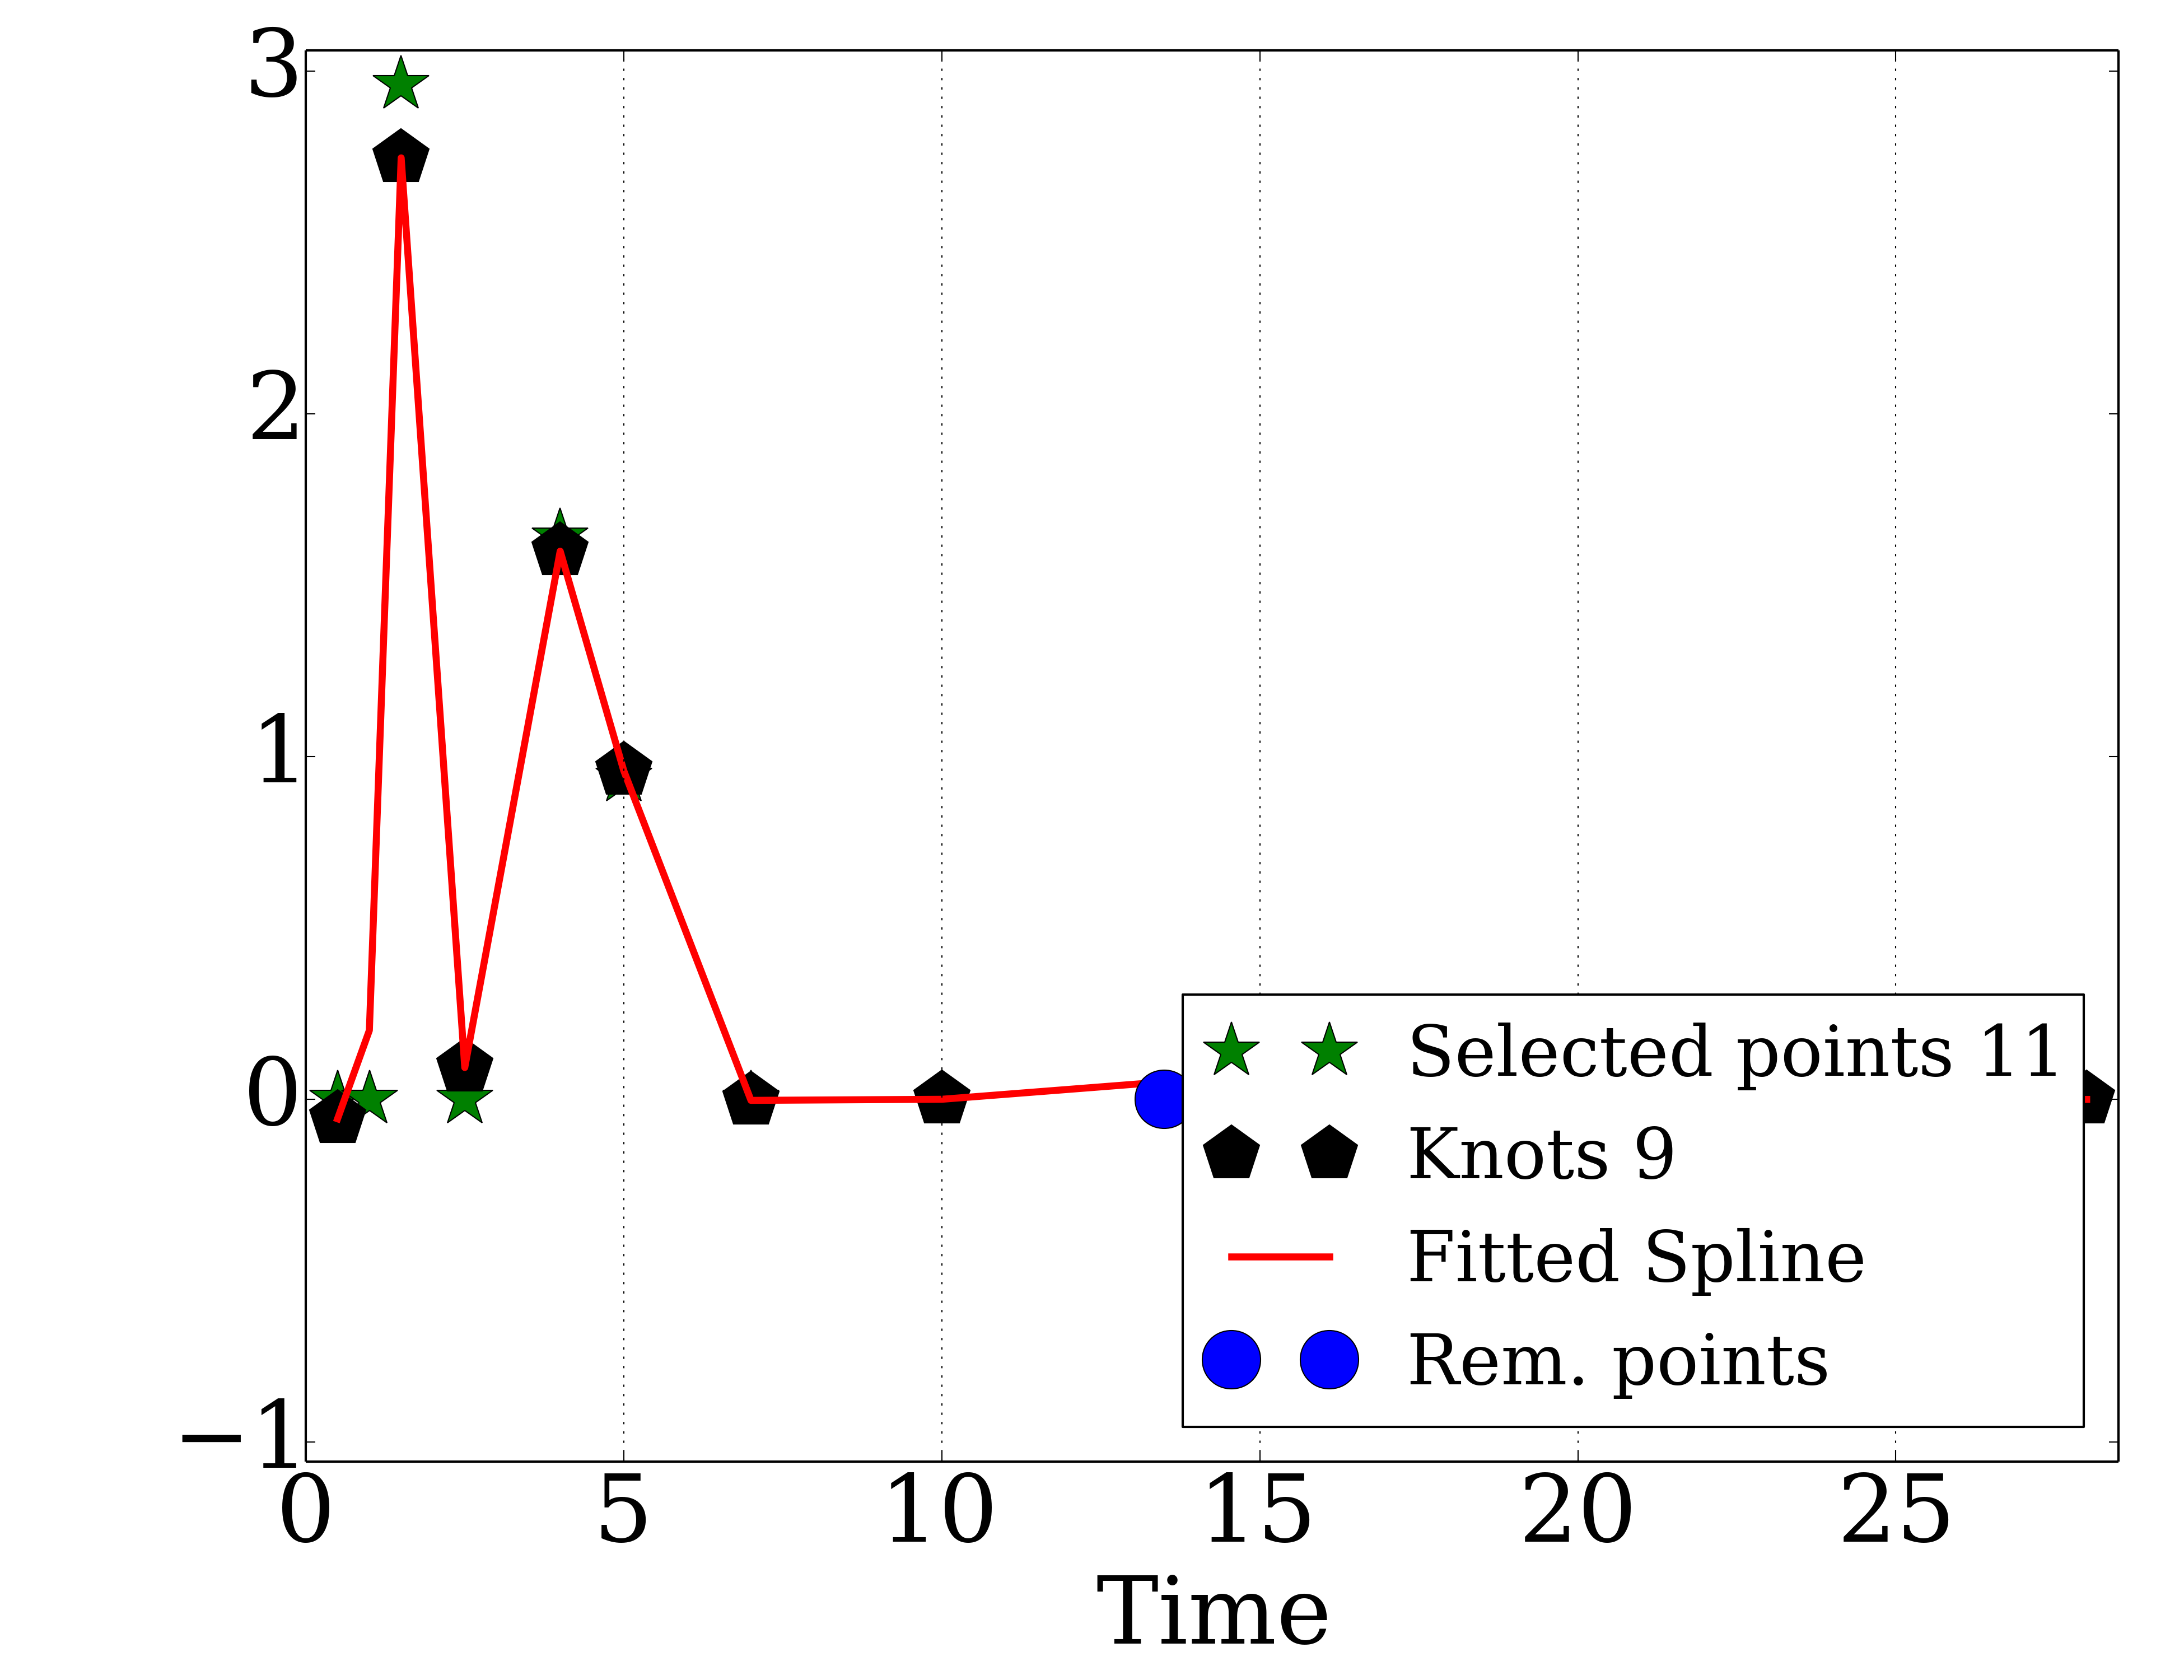 3
2
1
0
−1
Selected points 11
Knots 9
Fitted Spline
Rem. points
0 5 10 15 20 25
Time